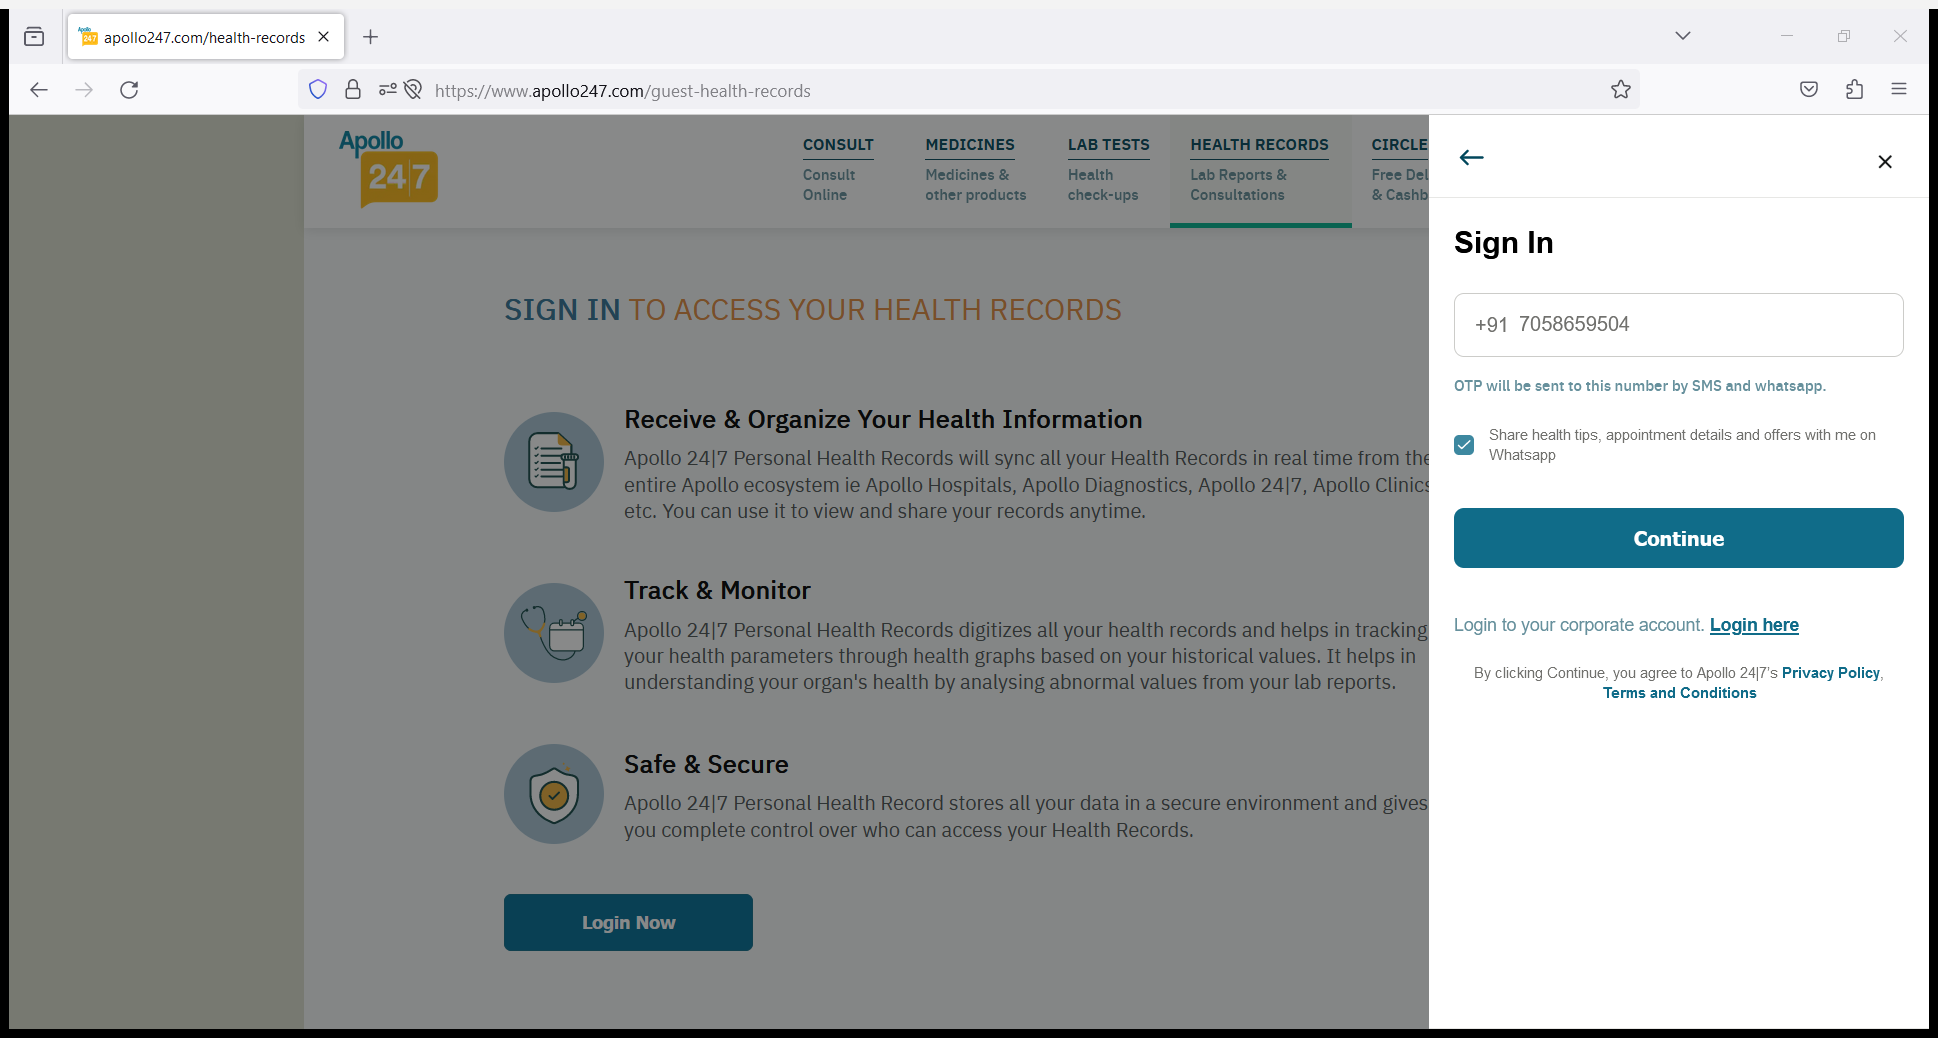 apollo247.com/health-records
https://www.apollo247.com/guest-health-records
Apollo
24|7
CONSULT
Consult
Online
MEDICINES
Medicines &
other products
LAB TESTS
Health
check-ups
HEALTH RECORDS
Lab Reports &
Consultations
CIRCLE
Free Del
& Cashb
SIGN IN TO ACCESS YOUR HEALTH RECORDS
Receive & Organize Your Health Information
Apollo 24|7 Personal Health Records will sync all your Health Records in real time from the
entire Apollo ecosystem ie Apollo Hospitals, Apollo Diagnostics, Apollo 24|7, Apollo Clinics
etc. You can use it to view and share your records anytime.
Track & Monitor
Apollo 24|7 Personal Health Records digitizes all your health records and helps in tracking
your health parameters through health graphs based on your historical values. It helps in
understanding your organ's health by analysing abnormal values from your lab reports.
Safe & Secure
Apollo 24|7 Personal Health Record stores all your data in a secure environment and gives
you complete control over who can access your Health Records.
Login Now
Sign In
+91 7058659504
OTP will be sent to this number by SMS and whatsapp.
Share health tips, appointment details and offers with me on
Whatsapp
Continue
Login to your corporate account. Login here
By clicking Continue, you agree to Apollo 24|7's Privacy Policy,
Terms and Conditions